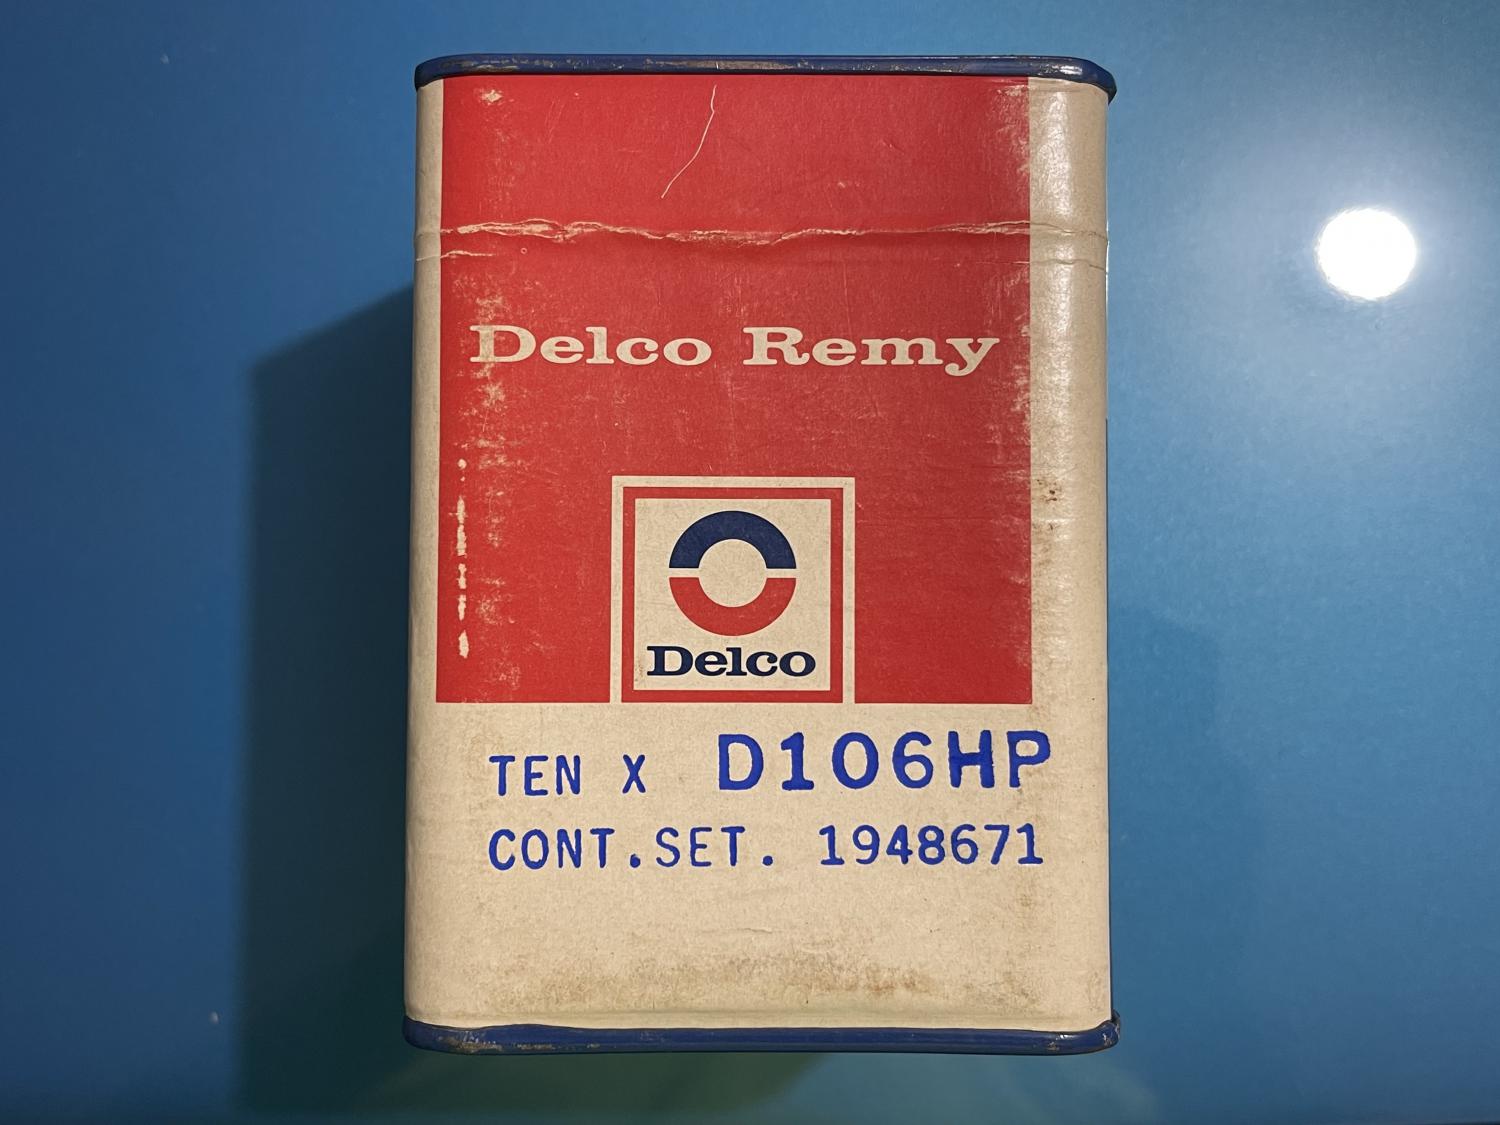 Delco Remy
Delco
TEN X D106HP
CONT.SET. 1948671